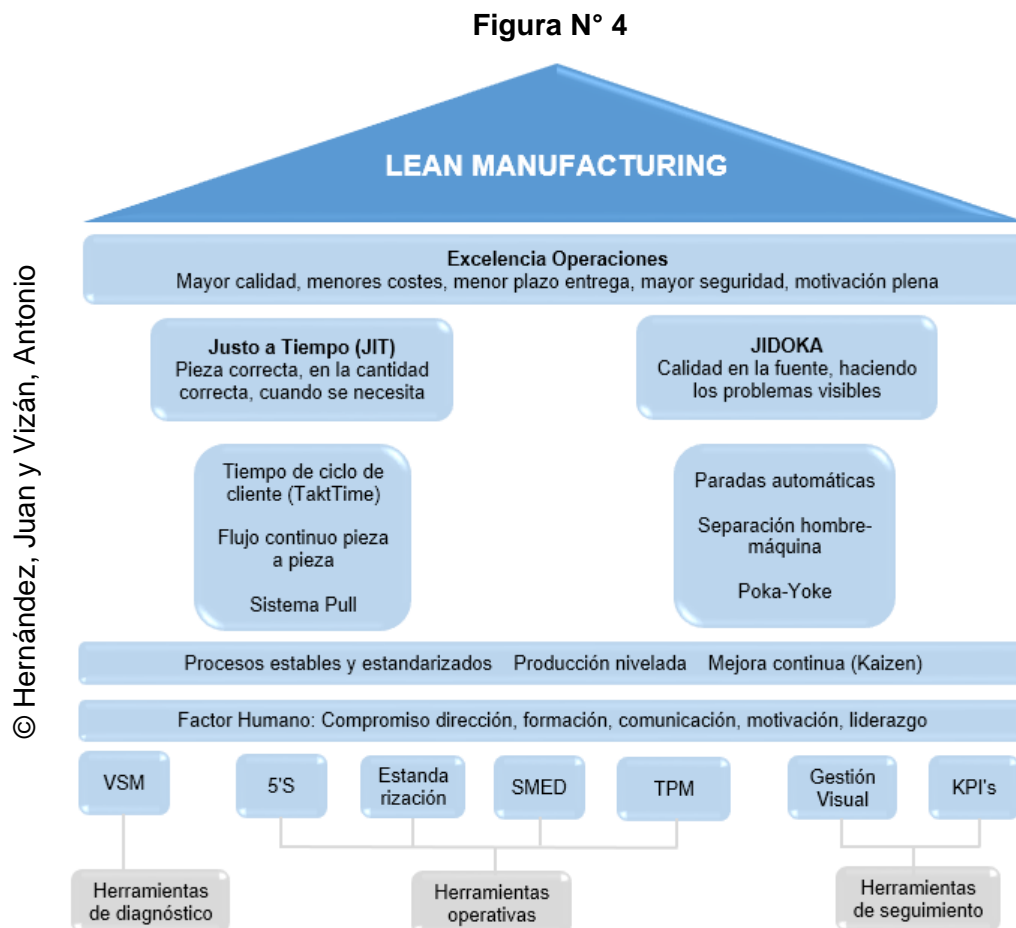 Figura N° 4
LEAN MANUFACTURING
Excelencia Operaciones
Mayor calidad, menores costes, menor plazo entrega, mayor seguridad, motivación plena
Justo a Tiempo (JIT)
Pieza correcta, en la cantidad
correcta, cuando se necesita
JIDOKA
Calidad en la fuente, haciendo
los problemas visibles
Tiempo de ciclo de
cliente (TaktTime)
Flujo continuo pieza
a pieza
Sistema Pull
Paradas automáticas
Separación hombre-
máquina
Poka-Yoke
Procesos estables y estandarizados Producción nivelada Mejora continua (Kaizen)
Factor Humano: Compromiso dirección, formación, comunicación, motivación, liderazgo
VSM
5'S
Estanda
rización
SMED
TPM
Gestión
Visual
KPI's
Herramientas
de diagnóstico
Herramientas
operativas
Herramientas
de seguimiento
© Hernández, Juan y Vizán, Antonio